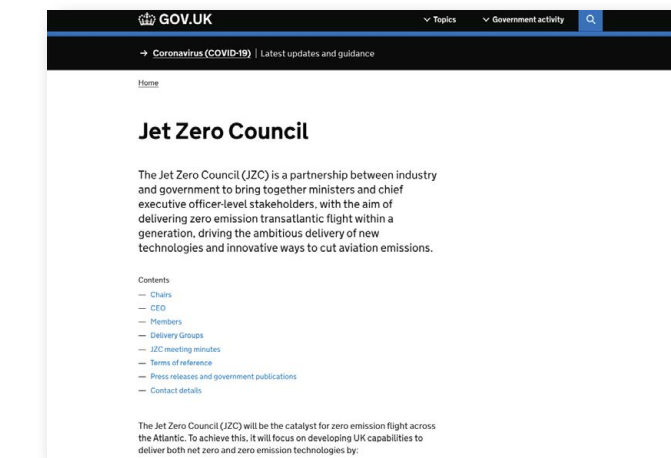 GOV.UK
Topics
Government activity
→ Coronavirus (COVID-19) | Latest updates and guidance
Home
Jet Zero Council
The Jet Zero Council (JZC) is a partnership between industry
and government to bring together ministers and chief
executive officer-level stakeholders, with the aim of
delivering zero emission transatlantic flight within a
generation, driving the ambitious delivery of new
technologies and innovative ways to cut aviation emissions.
Contents
— Chairs
— CEO
— Members
— Delivery Groups
— JZC meeting minutes
— Terms of reference
— Press releases and government publications
— Contact details
The Jet Zero Council (JZC) will be the catalyst for zero emission flight across
the Atlantic. To achieve this, it will focus on developing UK capabilities to
deliver both net zero and zero emission technologies by: